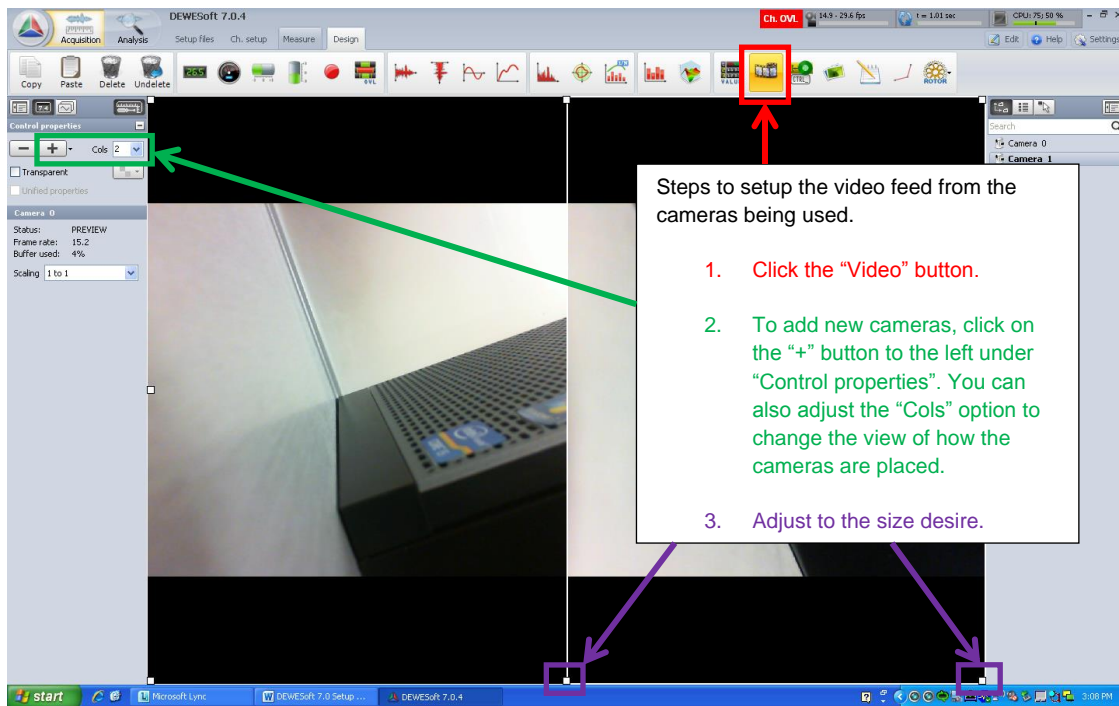 DEWESoft 7.0.4
Ch. OVL
14.9 - 29.6 fps
t = 1.01 sec
CPU: 75; 50 %
Acquisition
Analysis
Setup files
Ch. setup
Measure
Design
Edit
Help
Settings
Copy
Paste
Delete
Undelete
265
OVL
VALUE
CTRL
ROTOR
Control properties
Cols
2
Transparent
Unified properties
Camera 0
Status: PREVIEW
Frame rate: 15.2
Buffer used: 4%
Scaling 1 to 1
Search
Camera 0
Camera 1
Steps to setup the video feed from the
cameras being used.
1. Click the “Video” button.
2. To add new cameras, click on
the “+” button to the left under
“Control properties”. You can
also adjust the “Cols” option to
change the view of how the
cameras are placed.
3. Adjust to the size desire.
start
Microsoft Lync
DEWESoft 7.0 Setup ...
DEWESoft 7.0.4
3:08 PM